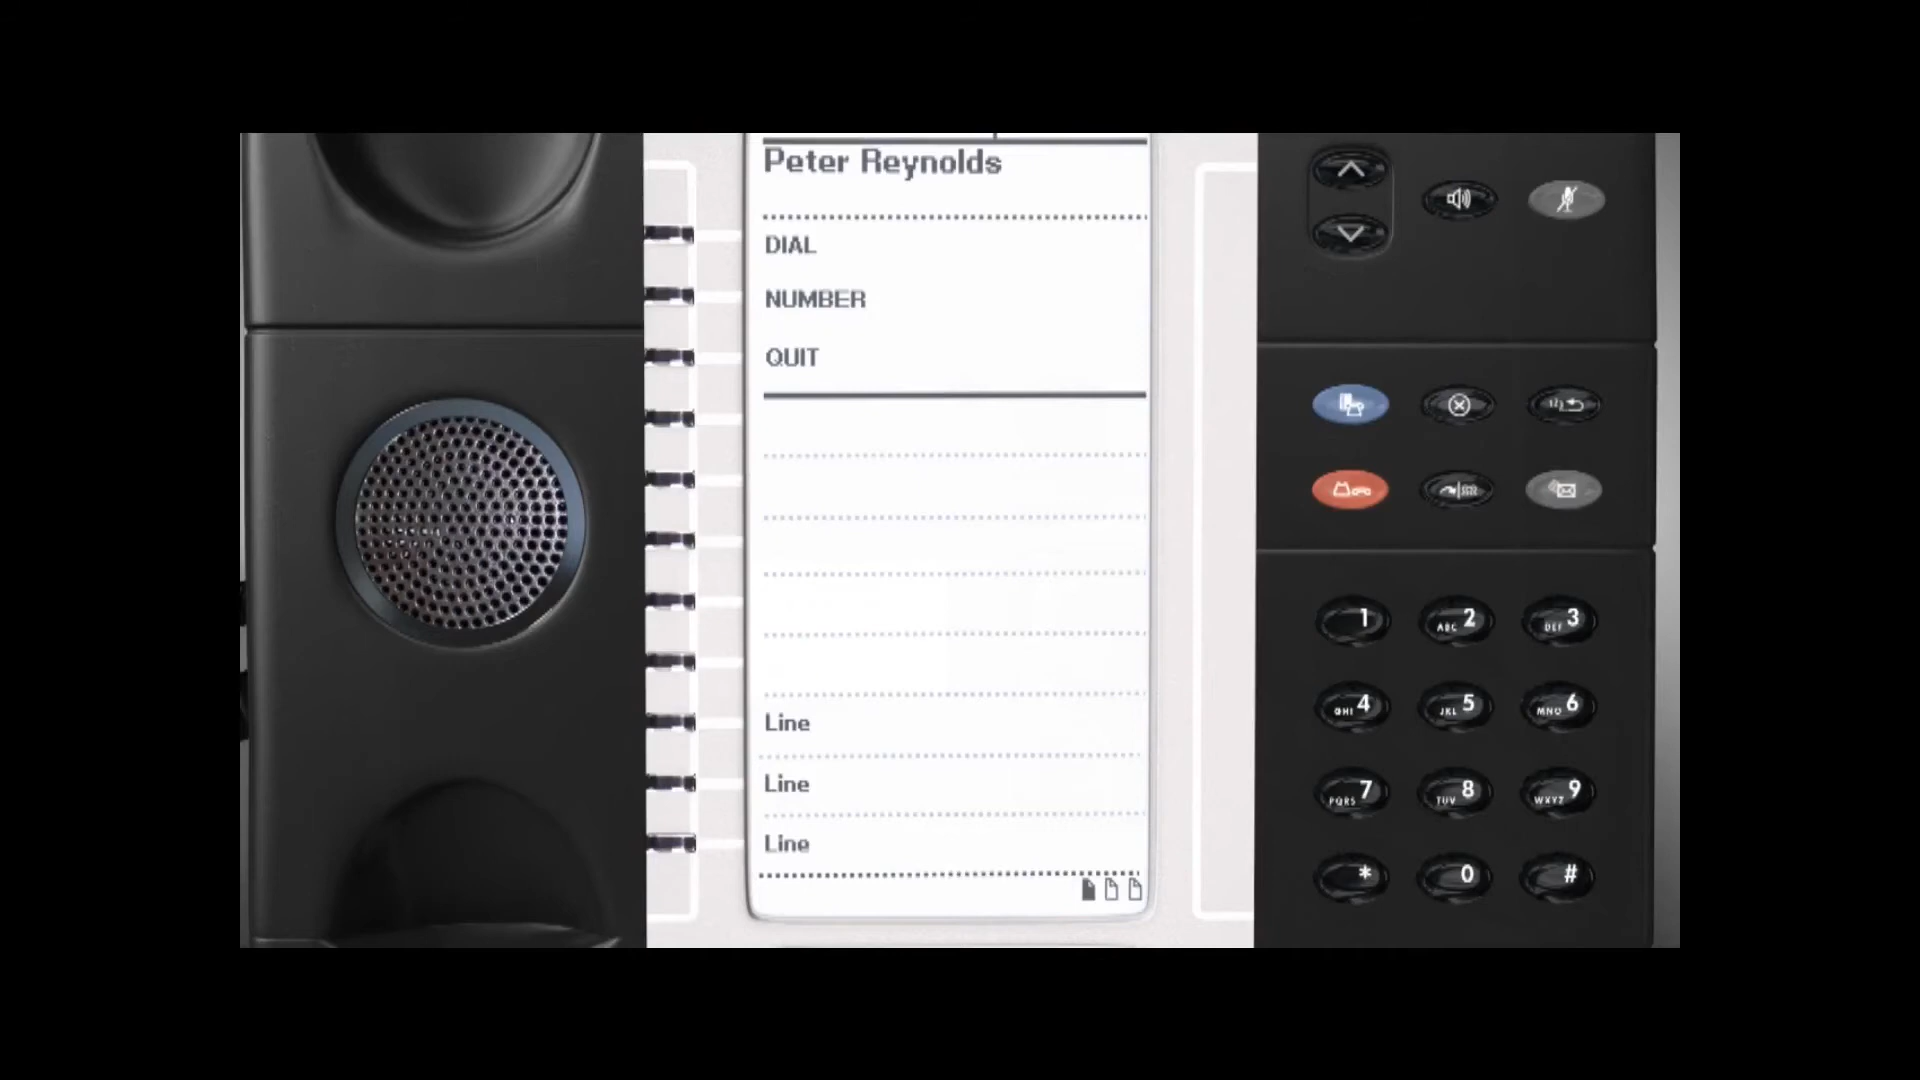 Peter Reynolds
DIAL
NUMBER
QUIT
Line
Line
Line
1
ABC 2
DEF 3
GHI 4
JKL 5
MNO 6
PQRS 7
TUV 8
WXYZ 9
*
0
#